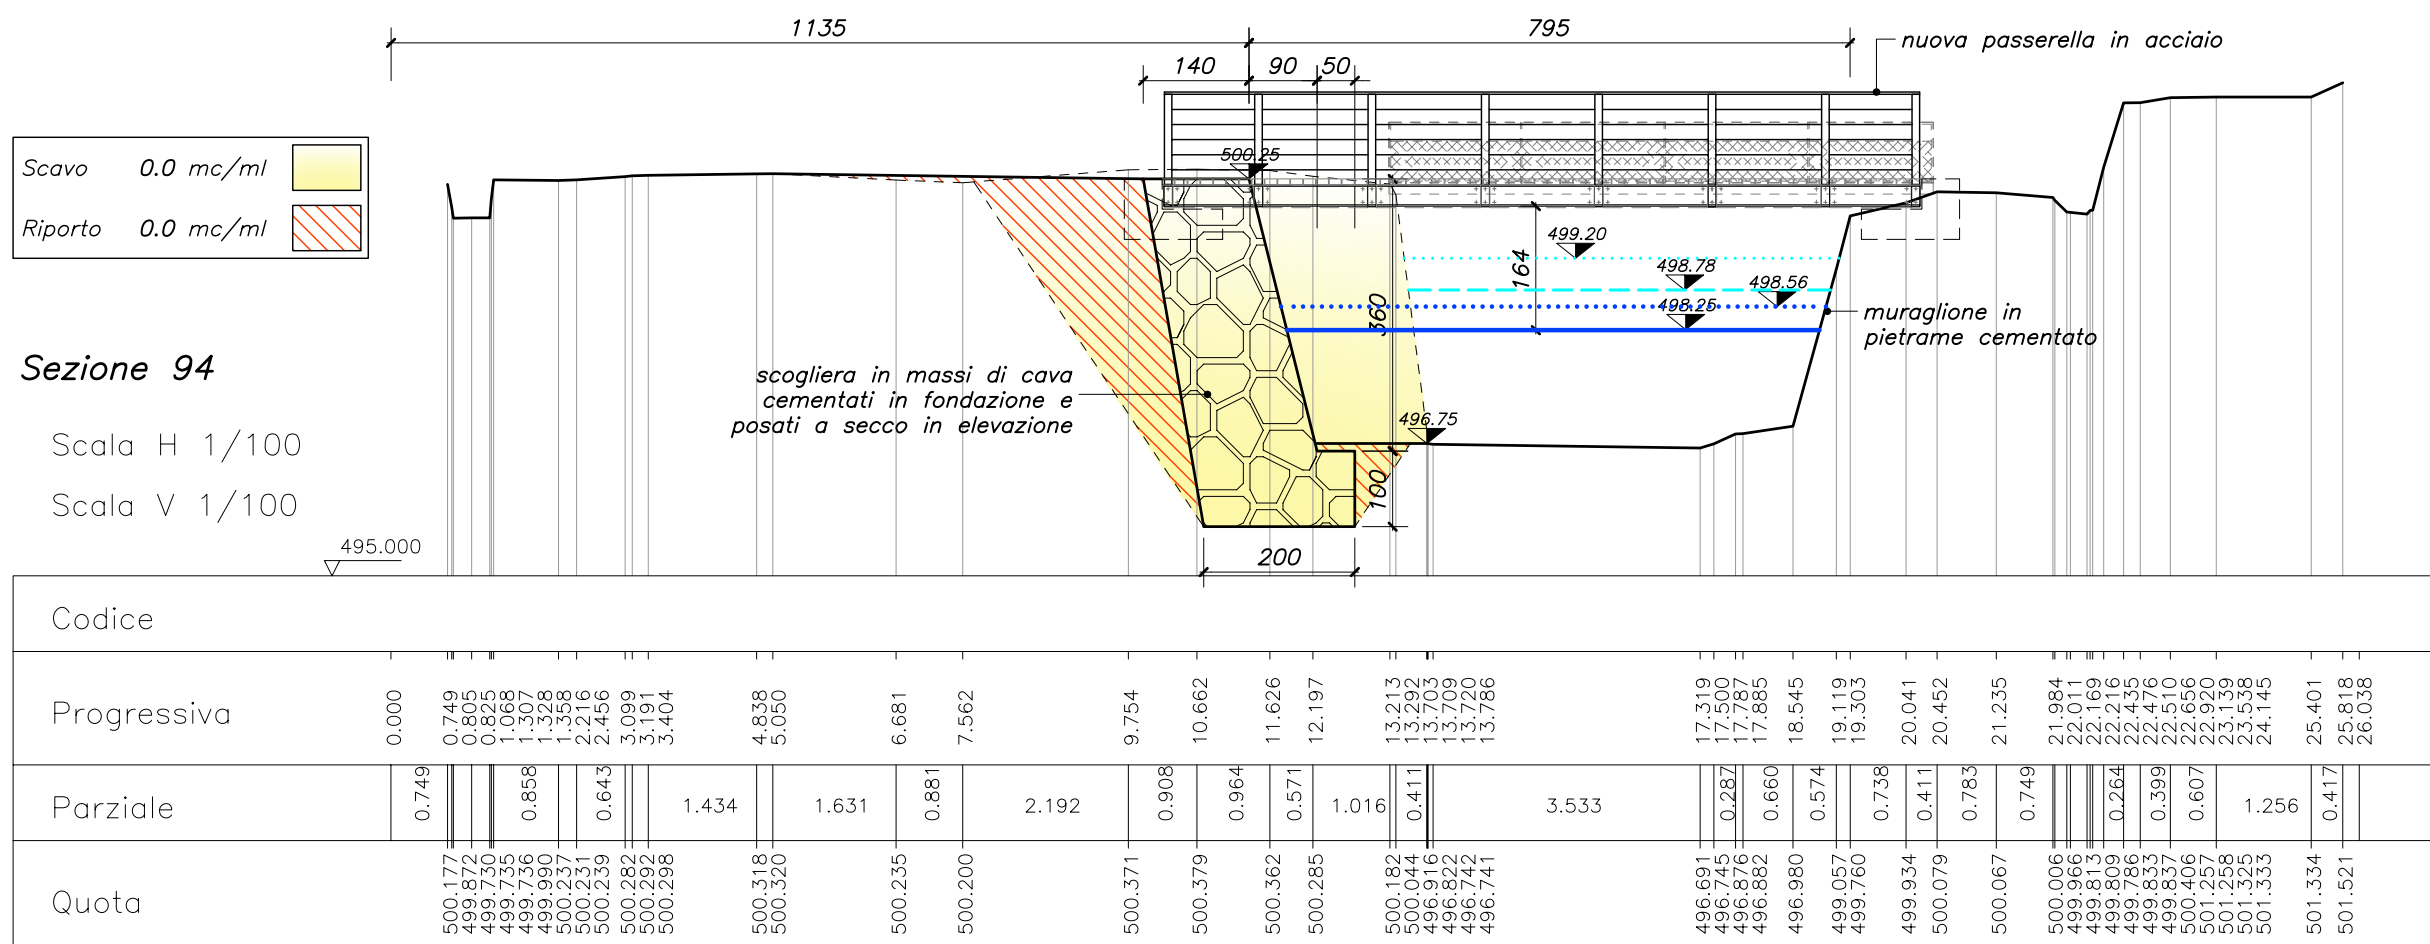 1135
795
nuova passerella in acciaio
140
90
50
Scavo 0.0 mc/ml
Riporto 0.0 mc/ml
500.25
499.20
164
498.78
498.56
498.25
360
muraglione in
pietrame cementato
Sezione 94
scogliera in massi di cava
cementati in fondazione e
posati a secco in elevazione
496.75
Scala H 1/100
Scala V 1/100
100
495.000
200
Codice
Progressiva 0.000 0.749 0.805 0.825 1.068 1.307 1.328 1.358 2.216 2.456 3.099 3.191 3.404 4.838 5.050 6.681 7.562 9.754 10.662 11.626 12.197 13.213 13.292 13.703 13.709 13.720 13.786 17.319 17.500 17.787 17.885 18.545 19.119 19.303 20.041 20.452 21.235 21.984 22.011 22.169 22.216 22.435 22.476 22.510 22.656 22.920 23.139 23.538 24.145 25.401 25.818 26.038
Parziale 0.749 0.858 0.643 1.434 1.631 0.881 2.192 0.908 0.964 0.571 1.016 0.411 3.533 0.287 0.660 0.574 0.738 0.411 0.783 0.749 0.264 0.399 0.607 1.256 0.417
Quota 500.177 499.872 499.730 499.735 499.736 499.990 500.237 500.231 500.239 500.282 500.292 500.298 500.318 500.320 500.235 500.200 500.371 500.379 500.362 500.285 500.182 500.044 496.916 496.822 496.742 496.741 496.691 496.745 496.876 496.882 496.980 499.057 499.760 499.934 500.079 500.067 500.006 499.966 499.813 499.809 499.786 499.833 499.837 500.406 501.257 501.258 501.325 501.333 501.334 501.521